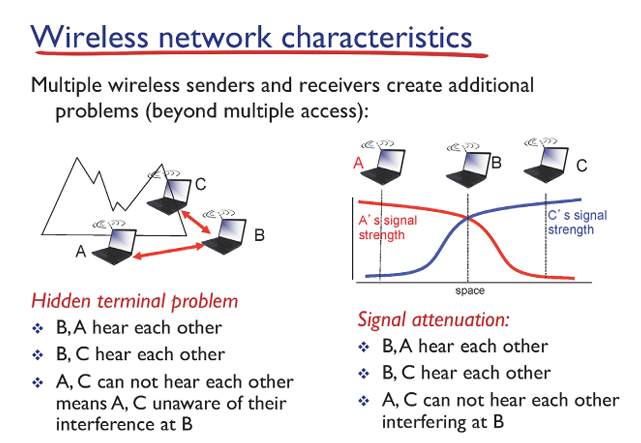 Wireless network characteristics
Multiple wireless senders and receivers create additional
problems (beyond multiple access):
C
A
B
Hidden terminal problem
B, A hear each other
B, C hear each other
A, C can not hear each other
means A, C unaware of their
interference at B
A
B
C
A's signal
strength
C's signal
strength
space
Signal attenuation:
B, A hear each other
B, C hear each other
A, C can not hear each other
interfering at B